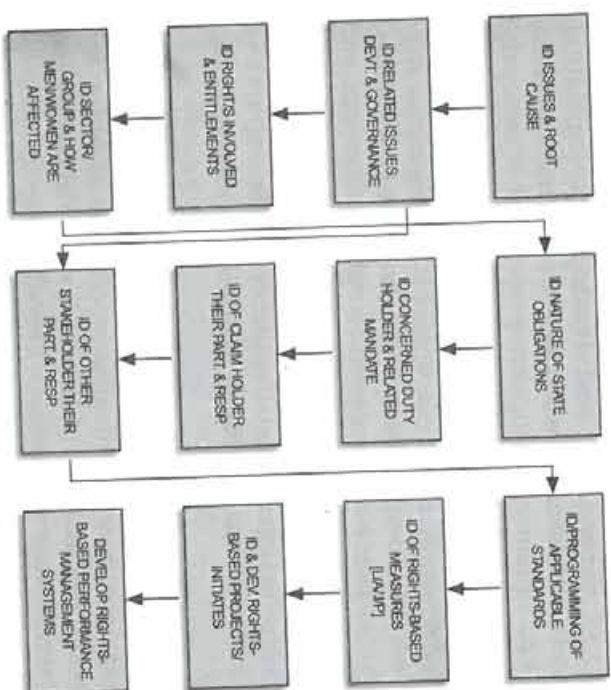 ID ISSUES & ROOT
CAUSE
ID RELATED ISSUES:
DEVT. & GOVERNANCE
ID RIGHT/S INVOLVED
& ENTITLEMENTS
ID SECTOR/
GROUP & HOW
MEN/WOMEN ARE
AFFECTED
ID NATURE OF STATE
OBLIGATIONS
ID CONCERNED DUTY
HOLDER & RELATED
MANDATE
ID OF CLAIM HOLDER
THEIR PART. & RESP
ID OF OTHER
STAKEHOLDER THEIR
PART. & RESP.
ID/PROGRAMMING OF
APPLICABLE
STANDARDS
ID OF RIGHTS-BASED
MEASURES
ID & DEV. RIGHTS-
BASED PROJECTS/
INITIATES
DEVELOP RIGHTS-
BASED PERFORMANCE
MANAGEMENT
SYSTEMS